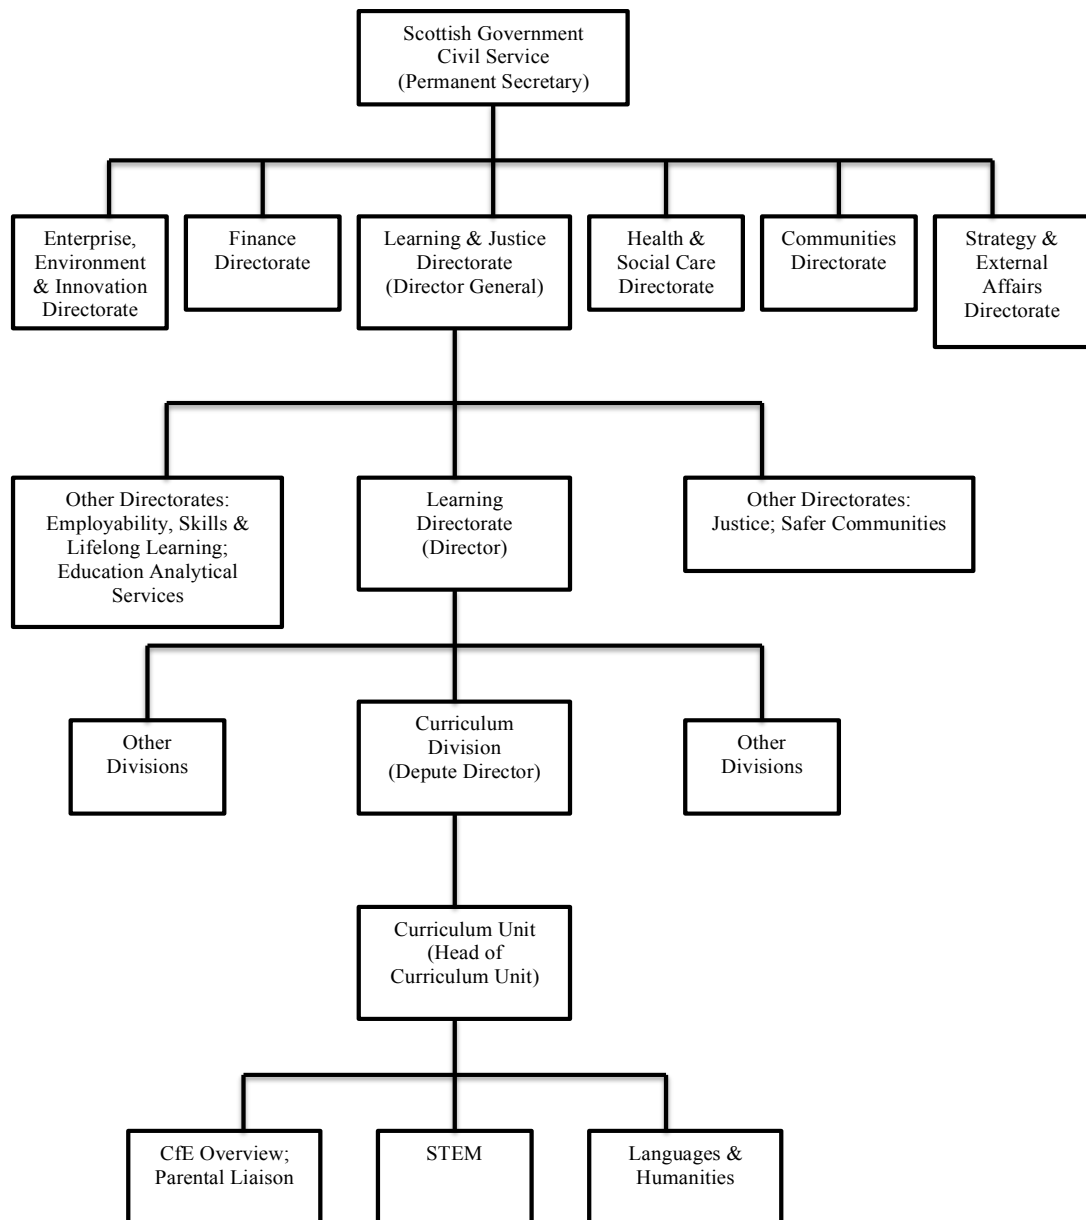 Scottish Government
Civil Service
(Permanent Secretary)
Enterprise,
Environment
& Innovation
Directorate
Finance
Directorate
Learning & Justice
Directorate
(Director General)
Health &
Social Care
Directorate
Communities
Directorate
Strategy &
External
Affairs
Directorate
Other Directorates:
Employability, Skills &
Lifelong Learning;
Education Analytical
Services
Learning
Directorate
(Director)
Other Directorates:
Justice; Safer Communities
Other
Divisions
Curriculum
Division
(Depute Director)
Other
Divisions
Curriculum Unit
(Head of
Curriculum Unit)
CfE Overview;
Parental Liaison
STEM
Languages &
Humanities